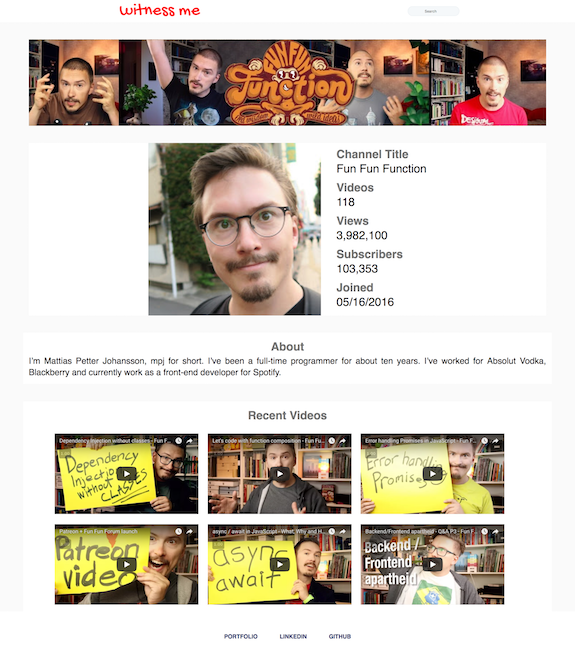 witness me
Search
FUN FUN
Function
Channel Title
Fun Fun Function
Videos
118
Views
3,982,100
Subscribers
103,353
Joined
05/16/2016
About
I'm Mattias Petter Johansson, mpj for short. I've been a full-time programmer for about ten years. I've worked for Absolut Vodka,
Blackberry and currently work as a front-end developer for Spotify.
Recent Videos
Dependency Injection without classes - Fun F...
Dependency
Injection
without
CLASSES
Let's code with function composition - Fun Fu...
Error handling Promises in JavaScript - Fun F...
Error handling
Promises
Patreon + Fun Fun Forum launch
Patreon
video
async / await in JavaScript - What, Why and H...
async
await
Backend/Frontend apartheid - Q&A P3 - Fun F...
Backend /
Frontend
apartheid
PORTFOLIO
LINKEDIN
GITHUB